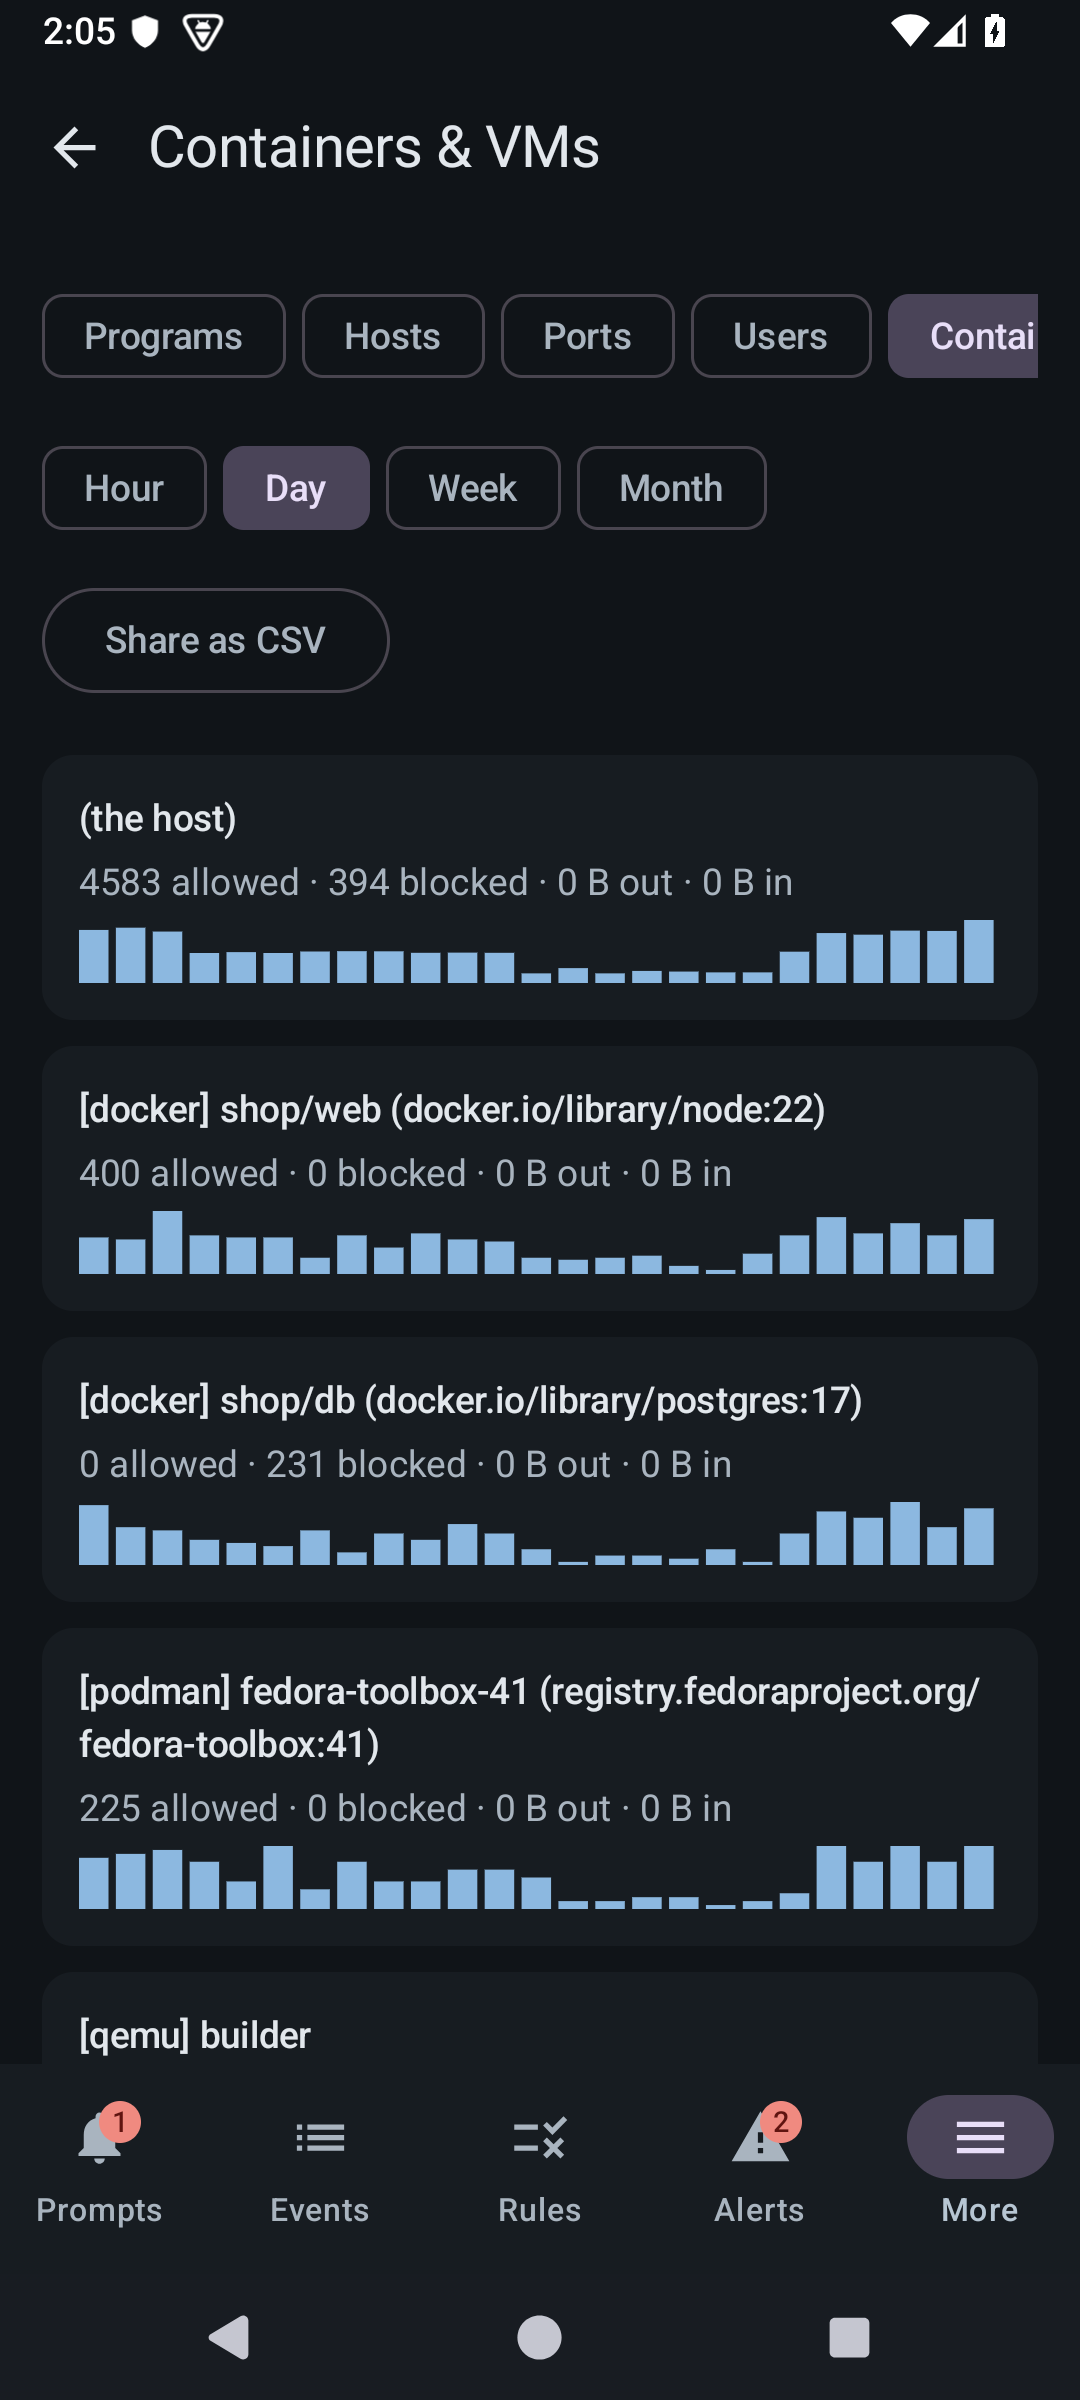 2:05
Containers & VMs
Programs Hosts Ports Users Contai
Hour Day Week Month
Share as CSV
(the host)
4583 allowed · 394 blocked · 0 B out · 0 B in
[docker] shop/web (docker.io/library/node:22)
400 allowed · 0 blocked · 0 B out · 0 B in
[docker] shop/db (docker.io/library/postgres:17)
0 allowed · 231 blocked · 0 B out · 0 B in
[podman] fedora-toolbox-41 (registry.fedoraproject.org/
fedora-toolbox:41)
225 allowed · 0 blocked · 0 B out · 0 B in
[qemu] builder
1 2
Prompts Events Rules Alerts More